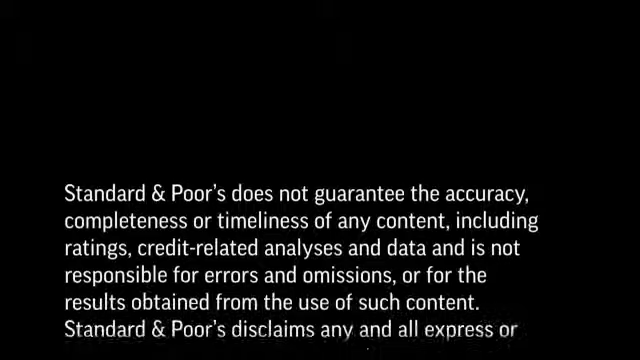 Standard & Poor's does not guarantee the accuracy,
completeness or timeliness of any content, including
ratings, credit-related analyses and data and is not
responsible for errors and omissions, or for the
results obtained from the use of such content.
Standard & Poor's disclaims any and all express or